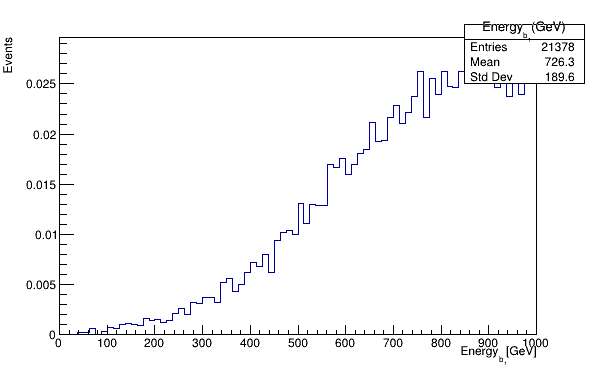 Energy_b₁(GeV)
Entries 21378
Mean 726.3
Std Dev 189.6
Events
0.025
0.02
0.015
0.01
0.005
0
0 100 200 300 400 500 600 700 800 900 1000
Energy_b₁[GeV]